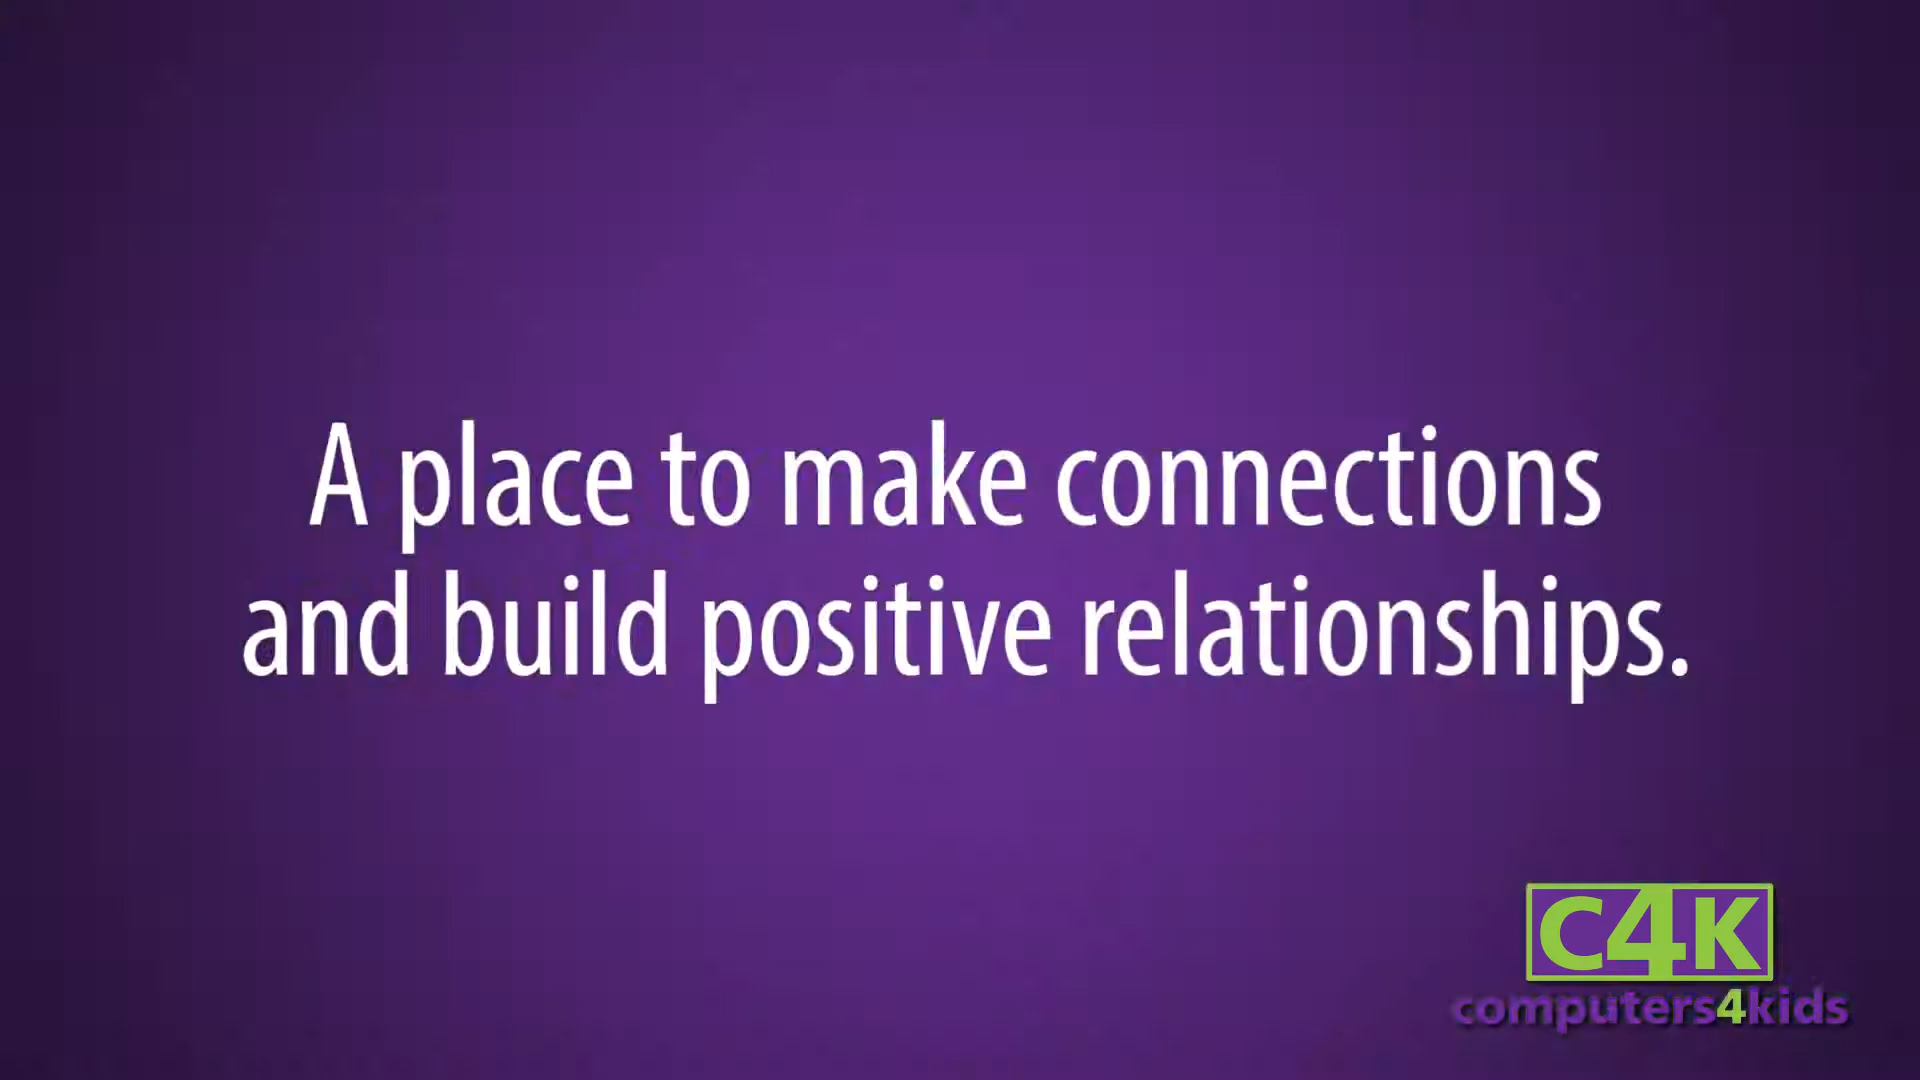 A place to make connections
and build positive relationships.
C4K
computers4kids